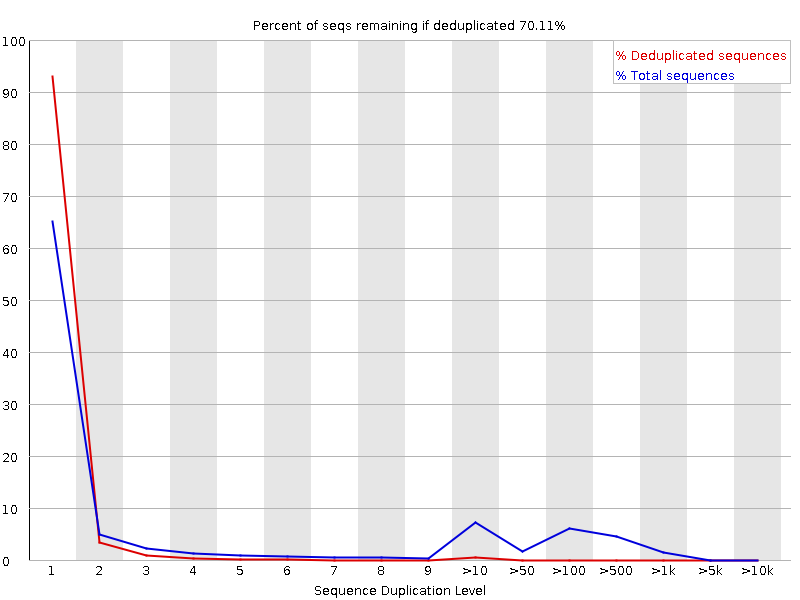 Percent of seqs remaining if deduplicated 70.11%
% Deduplicated sequences
% Total sequences
100
90
80
70
60
50
40
30
20
10
0
1 2 3 4 5 6 7 8 9 >10 >50 >100 >500 >1k >5k >10k
Sequence Duplication Level